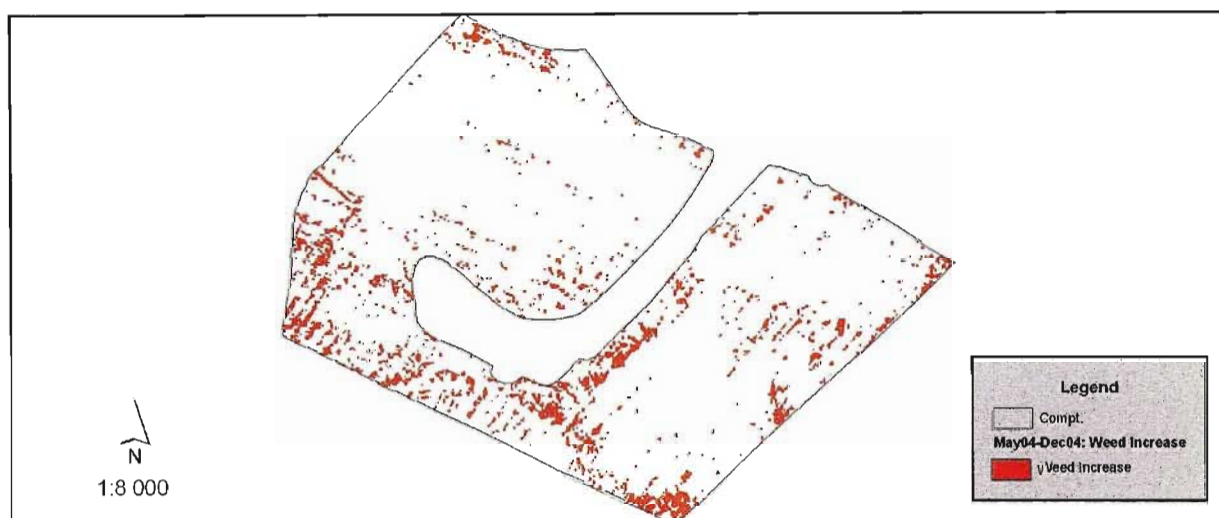 N
1:8 000
Legend
Compt.
May04-Dec04: Weed Increase
Weed Increase